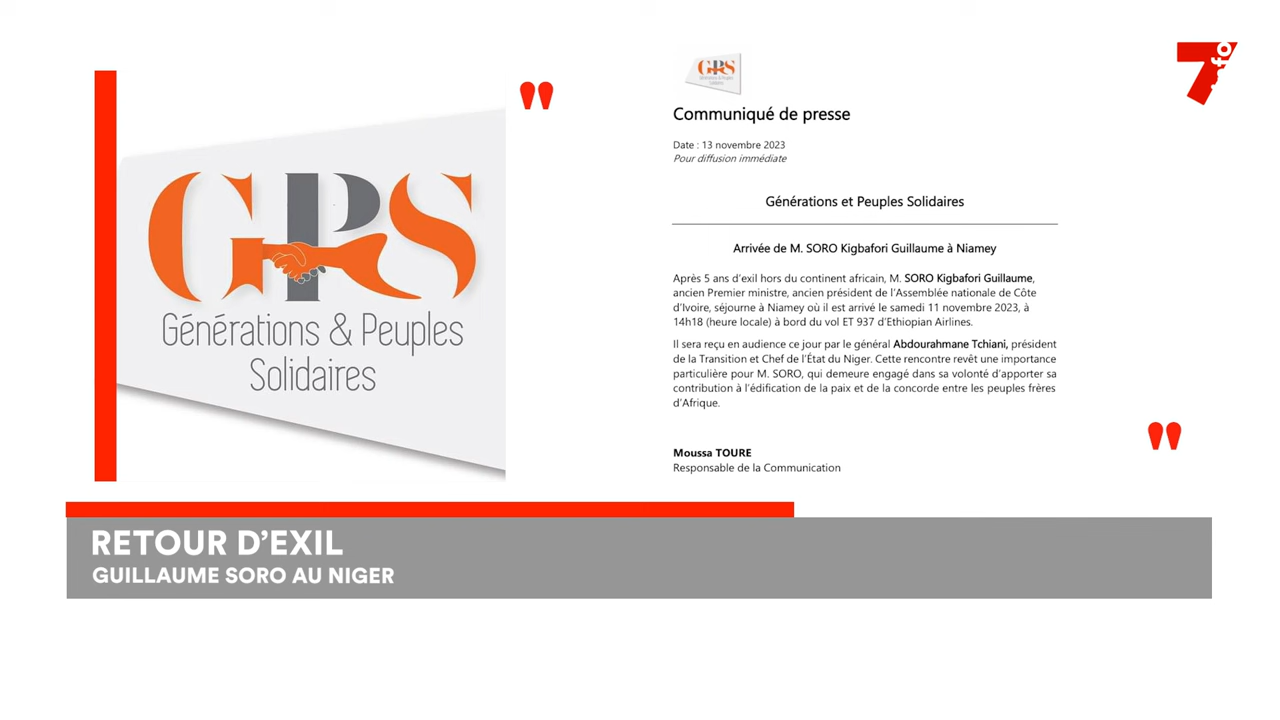 GPS
Générations & Peuples
Solidaires
"
7
fo
GPS
Générations & Peuples
Solidaires
Communiqué de presse
Date : 13 novembre 2023
Pour diffusion immédiate
Générations et Peuples Solidaires
Arrivée de M. SORO Kigbafori Guillaume à Niamey
Après 5 ans d'exil hors du continent africain, M. SORO Kigbafori Guillaume,
ancien Premier ministre, ancien président de l'Assemblée nationale de Côte
d'Ivoire, séjourne à Niamey où il est arrivé le samedi 11 novembre 2023, à
14h18 (heure locale) à bord du vol ET 937 d'Ethiopian Airlines.
Il sera reçu en audience ce jour par le général Abdourahmane Tchiani, président
de la Transition et Chef de l'État du Niger. Cette rencontre revêt une importance
particulière pour M. SORO, qui demeure engagé dans sa volonté d'apporter sa
contribution à l'édification de la paix et de la concorde entre les peuples frères
d'Afrique.
"
Moussa TOURE
Responsable de la Communication
RETOUR D'EXIL
GUILLAUME SORO AU NIGER